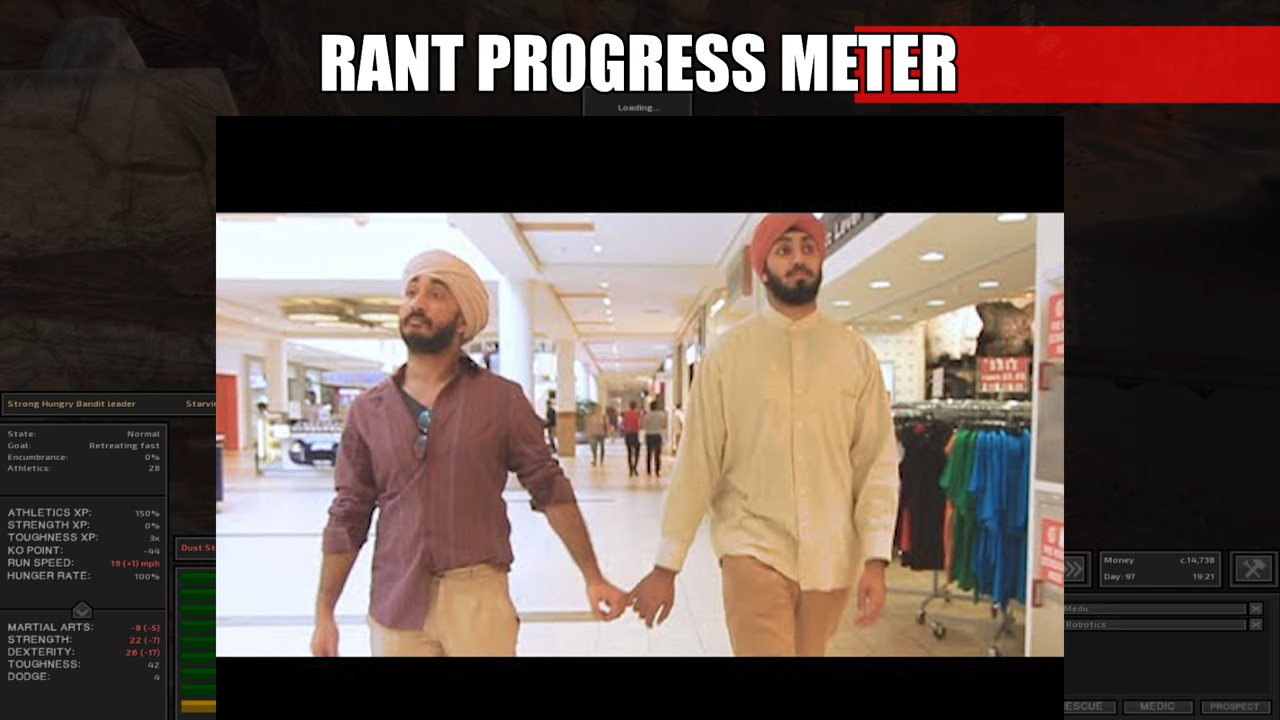 RANT PROGRESS METER
Loading...
Strong Hungry Bandit leader
State: Normal
Goal: Retreating fast
Encumbrance: 0%
Athletics: 28
ATHLETICS XP: 150%
STRENGTH XP: 0%
TOUGHNESS XP: 3x
KO POINT: -44
RUN SPEED: 19 (+1) mph
HUNGER RATE: 100%
MARTIAL ARTS: -8 (-5)
STRENGTH: 22 (-7)
DEXTERITY: 26 (-17)
TOUGHNESS: 42
DODGE: 4
Dust St
SALE
Money c.14,738
Day: 97 19:21
Medic
Robotics
ESCUE
MEDIC
PROSPECT